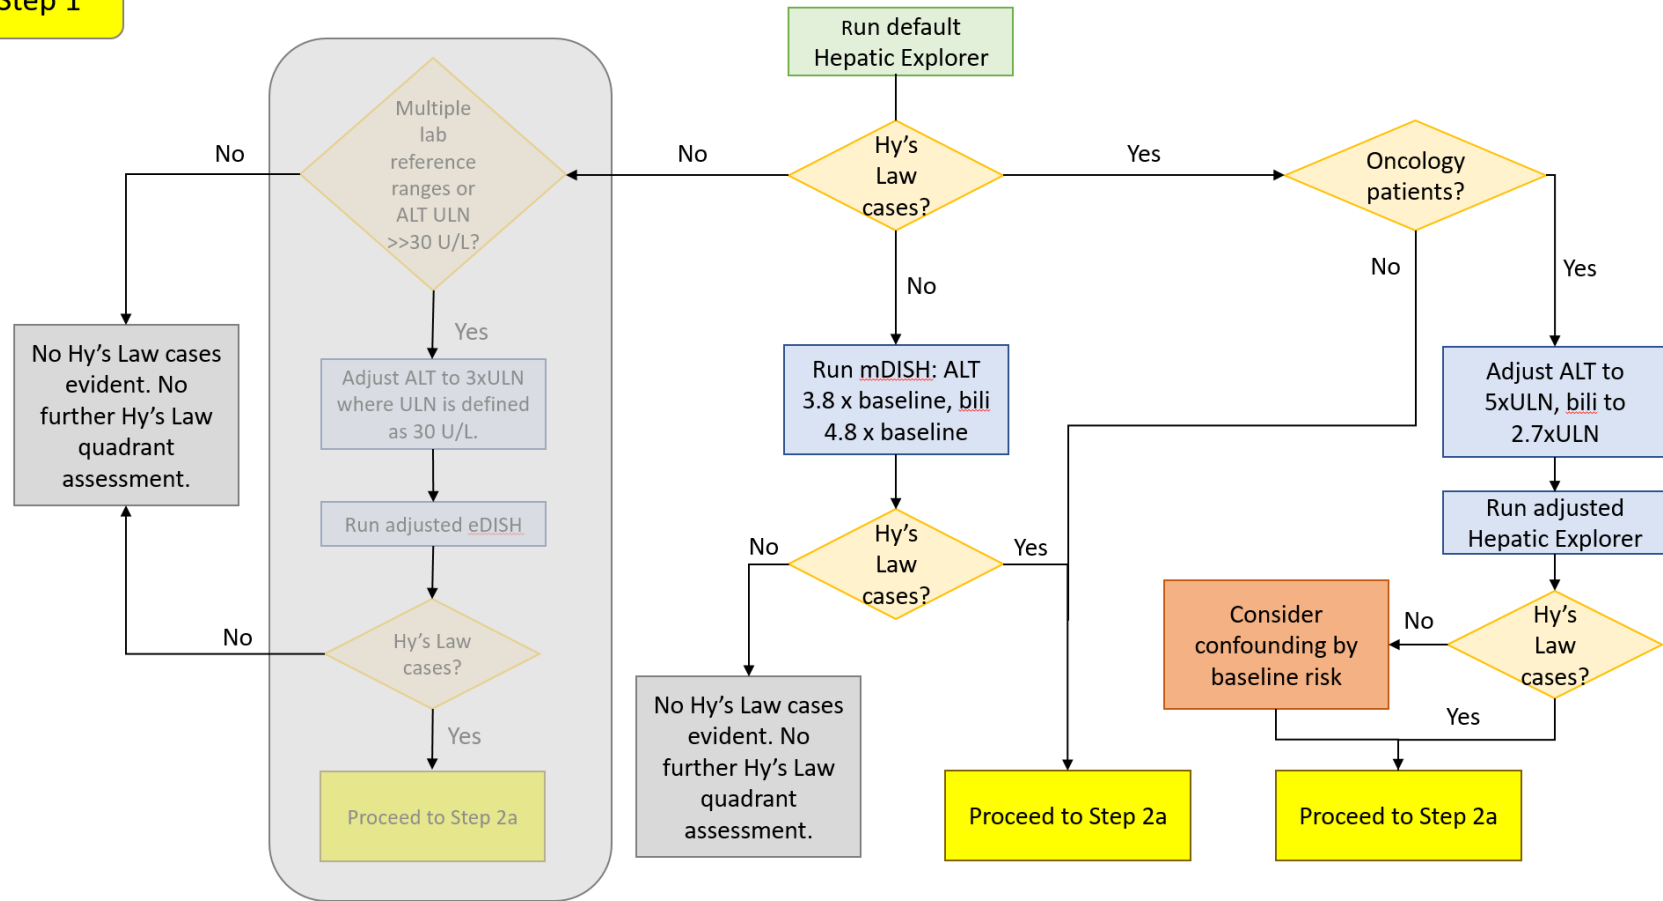 Step 1
Run default
Hepatic Explorer
Multiple
lab
reference
ranges or
ALT ULN
>>30 U/L?
No
No
Hy's
Law
cases?
Yes
Oncology
patients?
No
Yes
No
Yes
No Hy's Law cases
evident. No
further Hy's Law
quadrant
assessment.
Adjust ALT to 3xULN
where ULN is defined
as 30 U/L.
Run mDISH: ALT
3.8 x baseline, bili
4.8 x baseline
Adjust ALT to
5xULN, bili to
2.7xULN
Run adjusted eDISH
Run adjusted
Hepatic Explorer
No
Hy's
Law
cases?
Yes
No
Hy's Law
cases?
Consider
confounding by
baseline risk
No
Hy's
Law
cases?
Yes
Yes
No Hy's Law cases
evident. No
further Hy's Law
quadrant
assessment.
Proceed to Step 2a
Proceed to Step 2a
Proceed to Step 2a